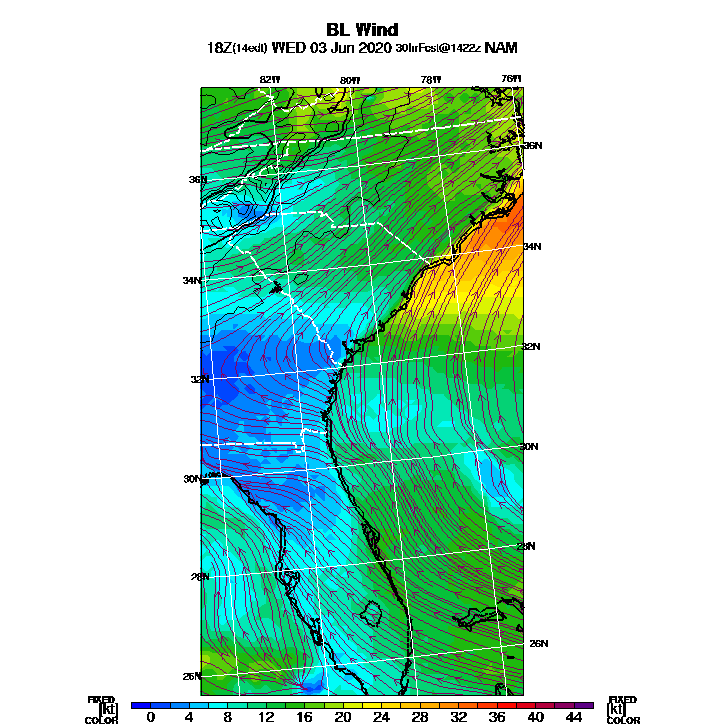 BL Wind
18Z(14edt) WED 03 Jun 2020 30hrFcst@1422z NAM
82W 80W 78W 76W
36N
36N
34N
34N
32N
32N
30N
30N
28N
28N
26N
26N
FIXED FIXED
[kt] [kt]
COLOR COLOR
0 4 8 12 16 20 24 28 32 36 40 44